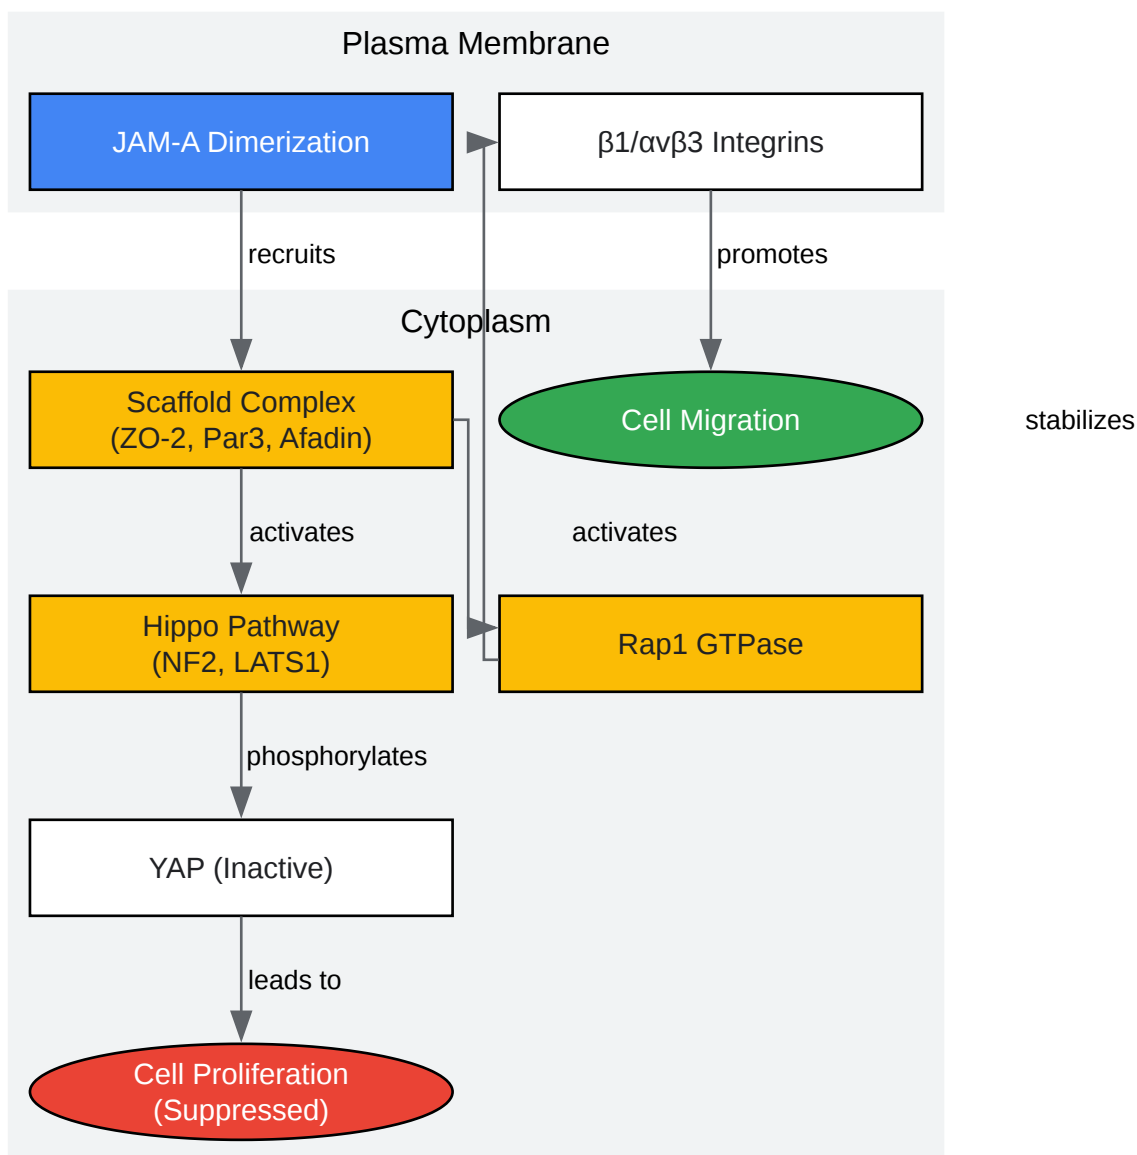 Plasma Membrane
JAM-A Dimerization
β1/αvβ3 Integrins
recruits
promotes
Cytoplasm
Scaffold Complex
(ZO-2, Par3, Afadin)
Cell Migration
stabilizes
activates
activates
Hippo Pathway
(NF2, LATS1)
Rap1 GTPase
phosphorylates
YAP (Inactive)
leads to
Cell Proliferation
(Suppressed)